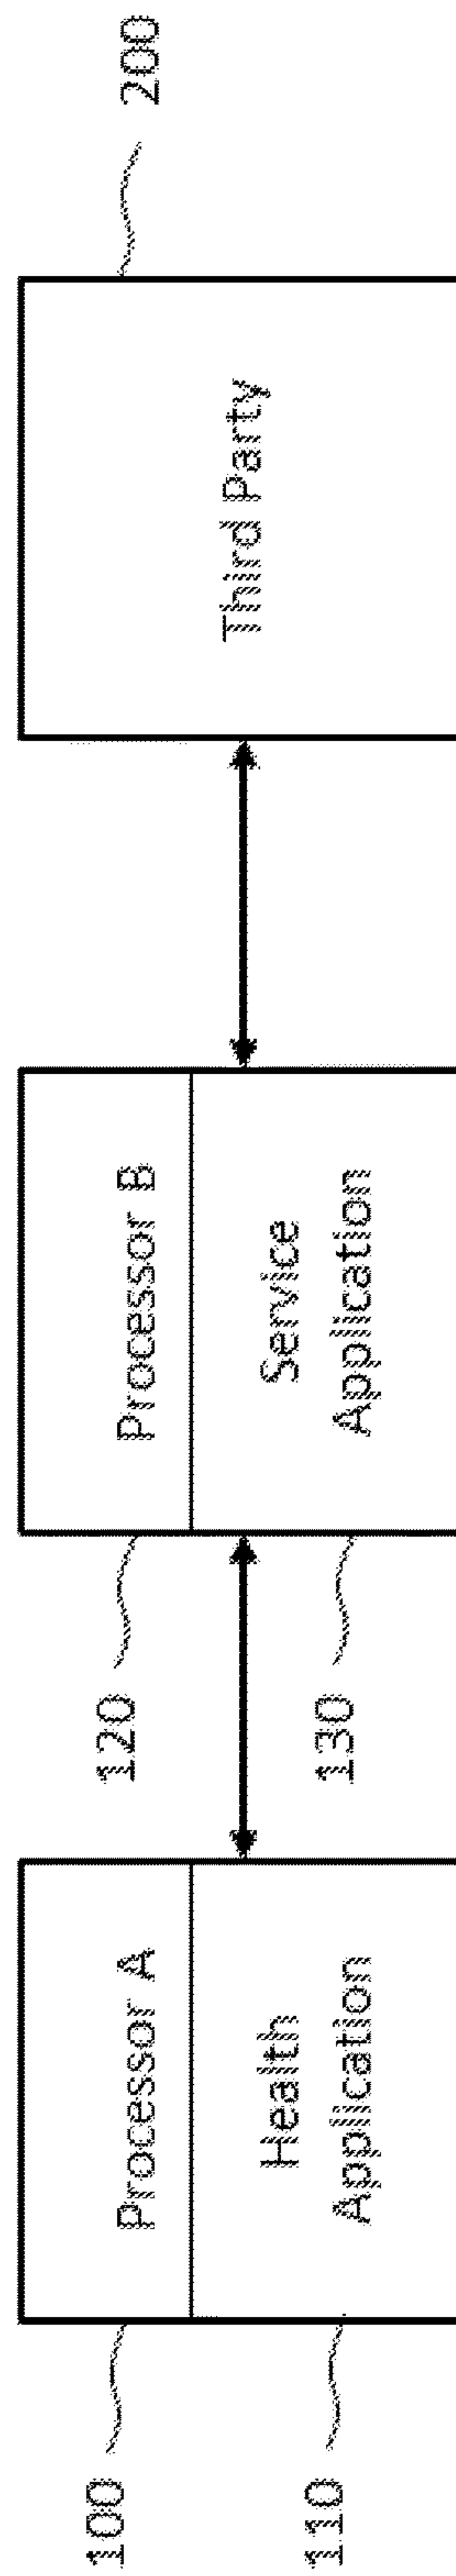 100
Processor A
110
Health
Application
120
Processor B
130
Service
Application
200
Third Party